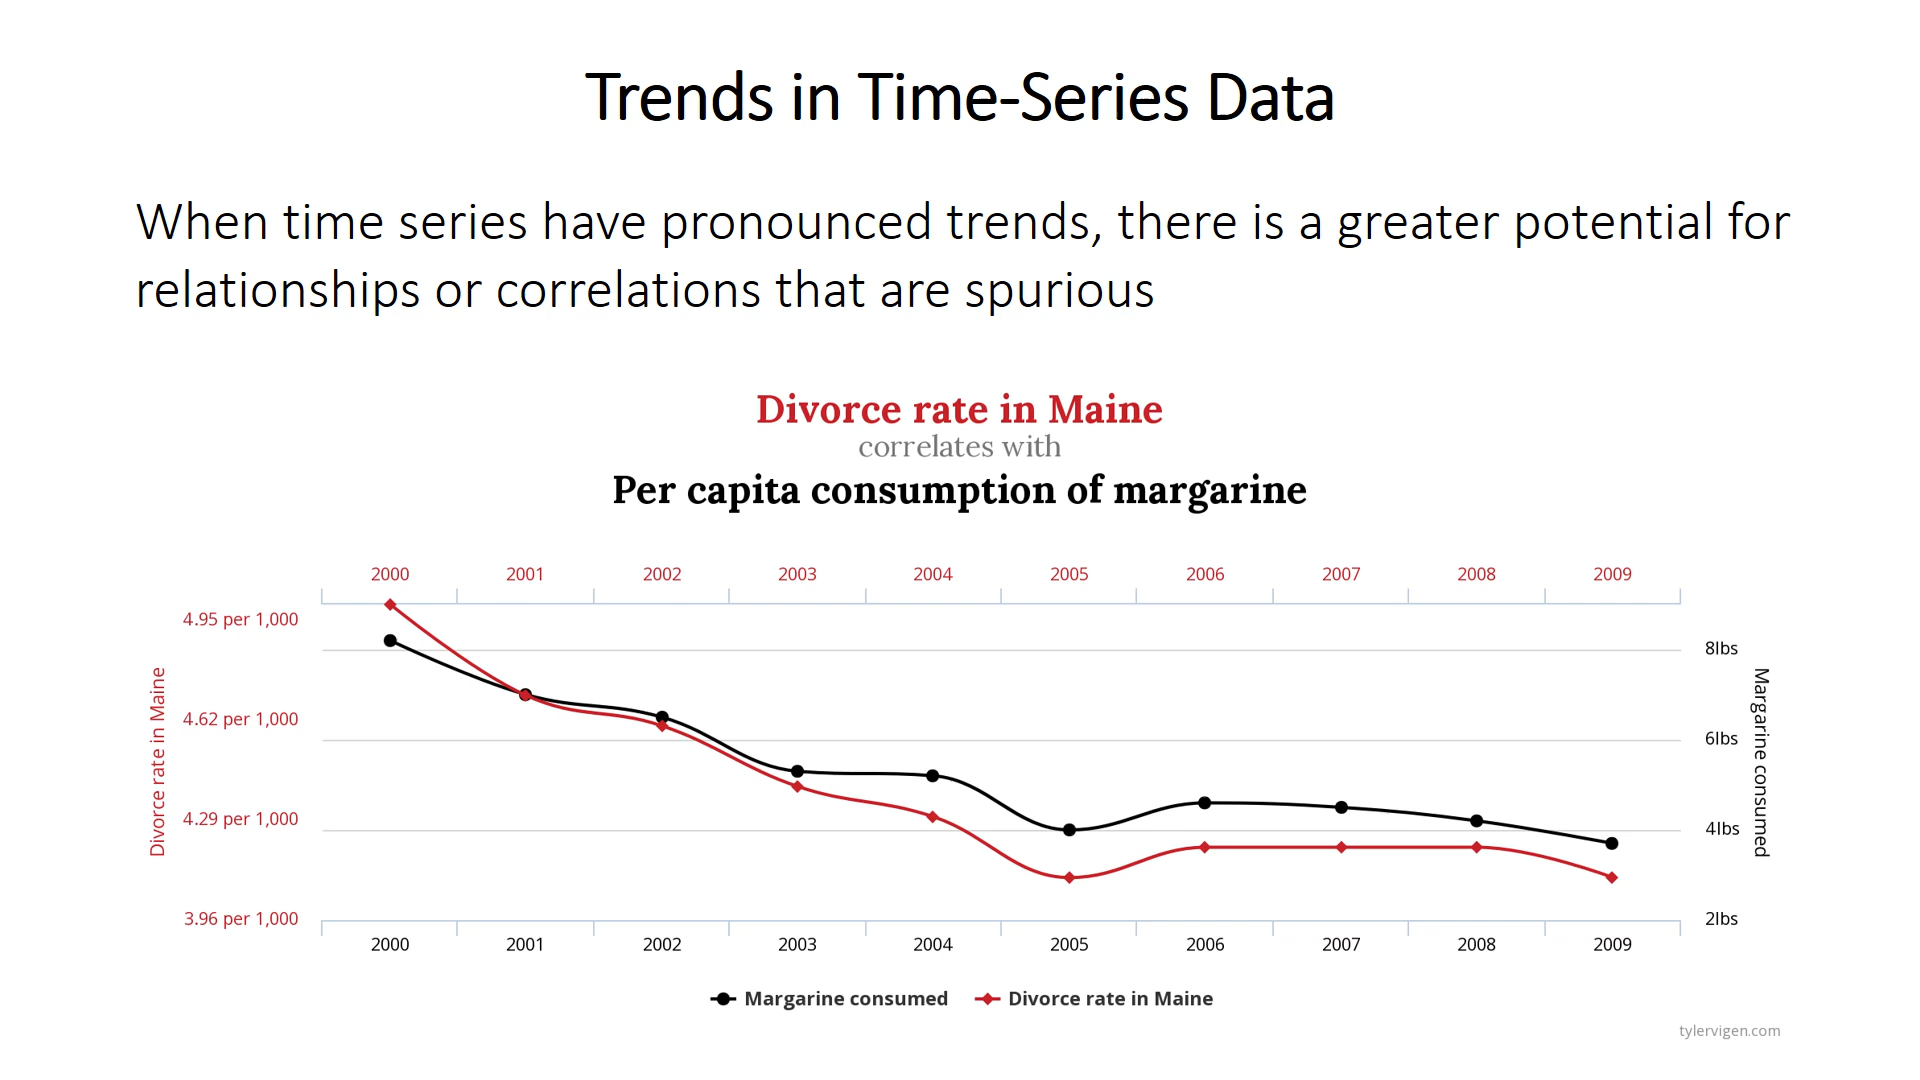 Trends in Time-Series Data
When time series have pronounced trends, there is a greater potential for
relationships or correlations that are spurious
Divorce rate in Maine
correlates with
Per capita consumption of margarine
2000 2001 2002 2003 2004 2005 2006 2007 2008 2009
4.95 per 1,000
4.62 per 1,000
4.29 per 1,000
3.96 per 1,000
Divorce rate in Maine
8lbs
6lbs
4lbs
2lbs
Margarine consumed
2000 2001 2002 2003 2004 2005 2006 2007 2008 2009
Margarine consumed Divorce rate in Maine
tylervigen.com